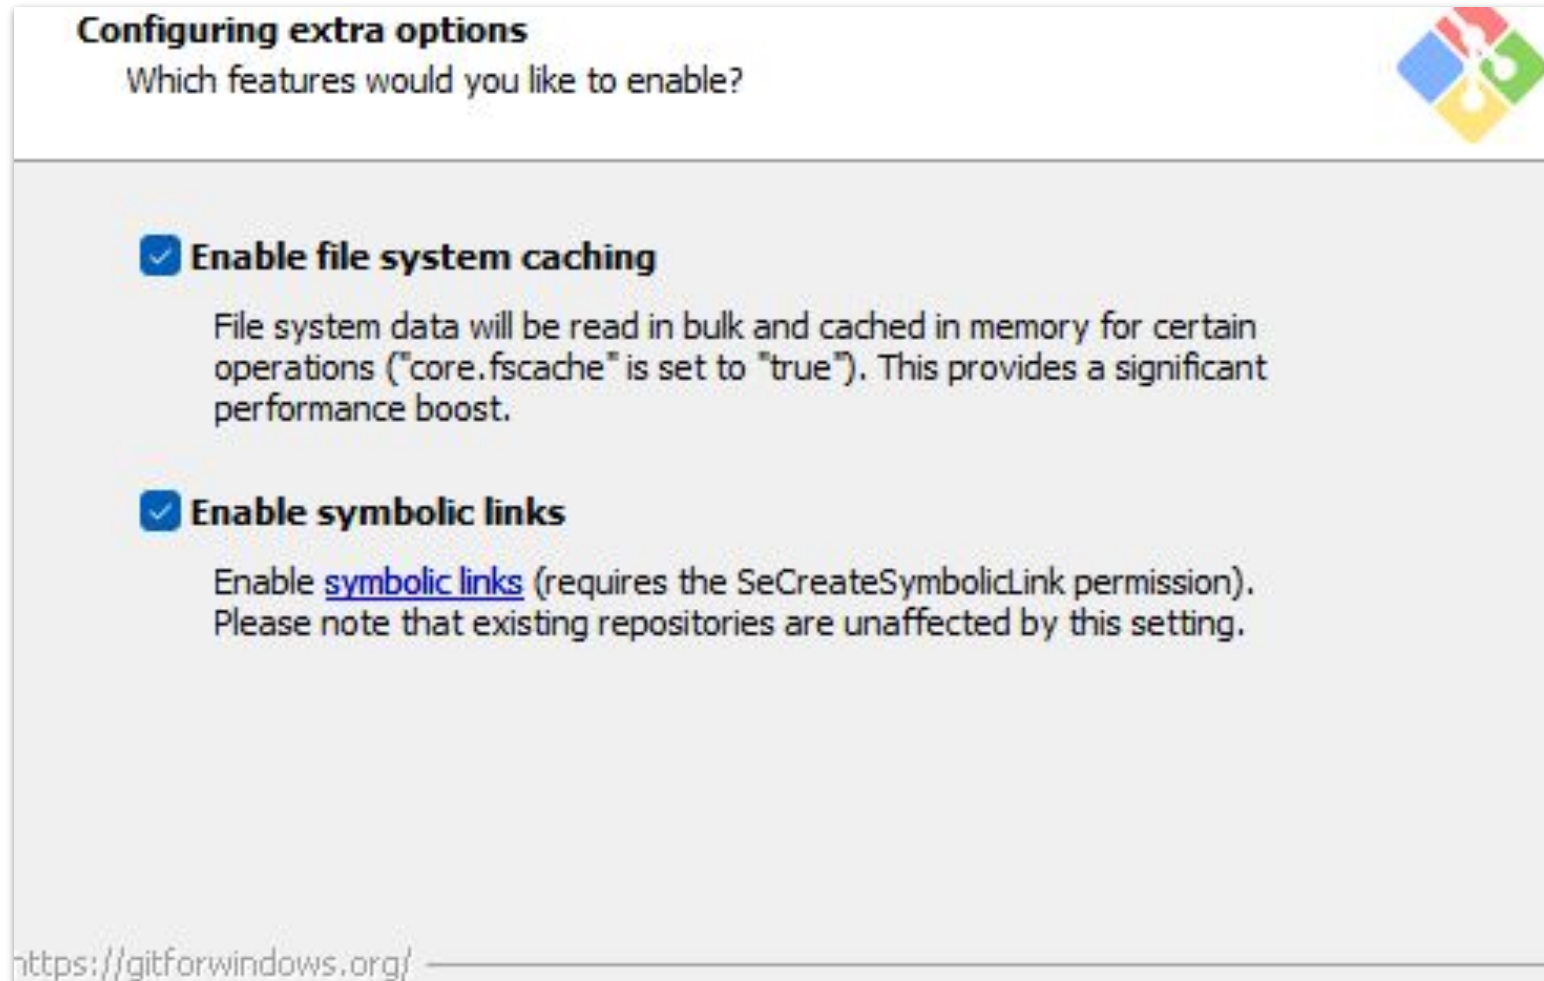 Configuring extra options
Which features would you like to enable?
Enable file system caching
File system data will be read in bulk and cached in memory for certain
operations ("core.fscache" is set to "true"). This provides a significant
performance boost.
Enable symbolic links
Enable symbolic links (requires the SeCreateSymbolicLink permission).
Please note that existing repositories are unaffected by this setting.
https://gitforwindows.org/